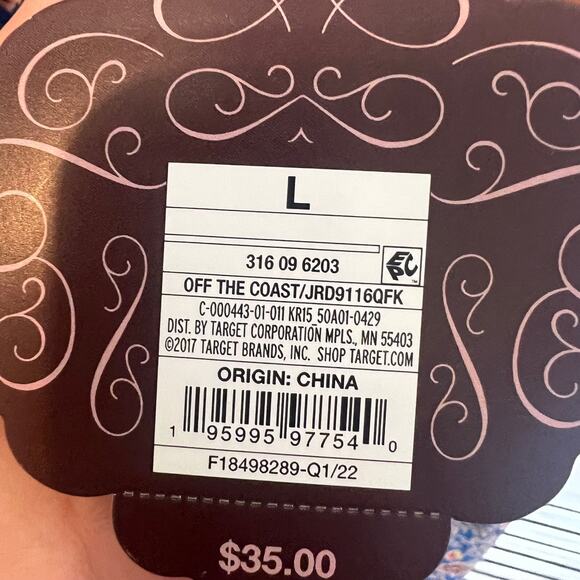 L
316 09 6203
EPC
™
OFF THE COAST/JRD9116QFK
C-000443-01-011 KR15 50A01-0429
DIST. BY TARGET CORPORATION MPLS., MN 55403
©2017 TARGET BRANDS, INC. SHOP TARGET.COM
ORIGIN: CHINA
1 95995 97754 0
F18498289-Q1/22
$35.00